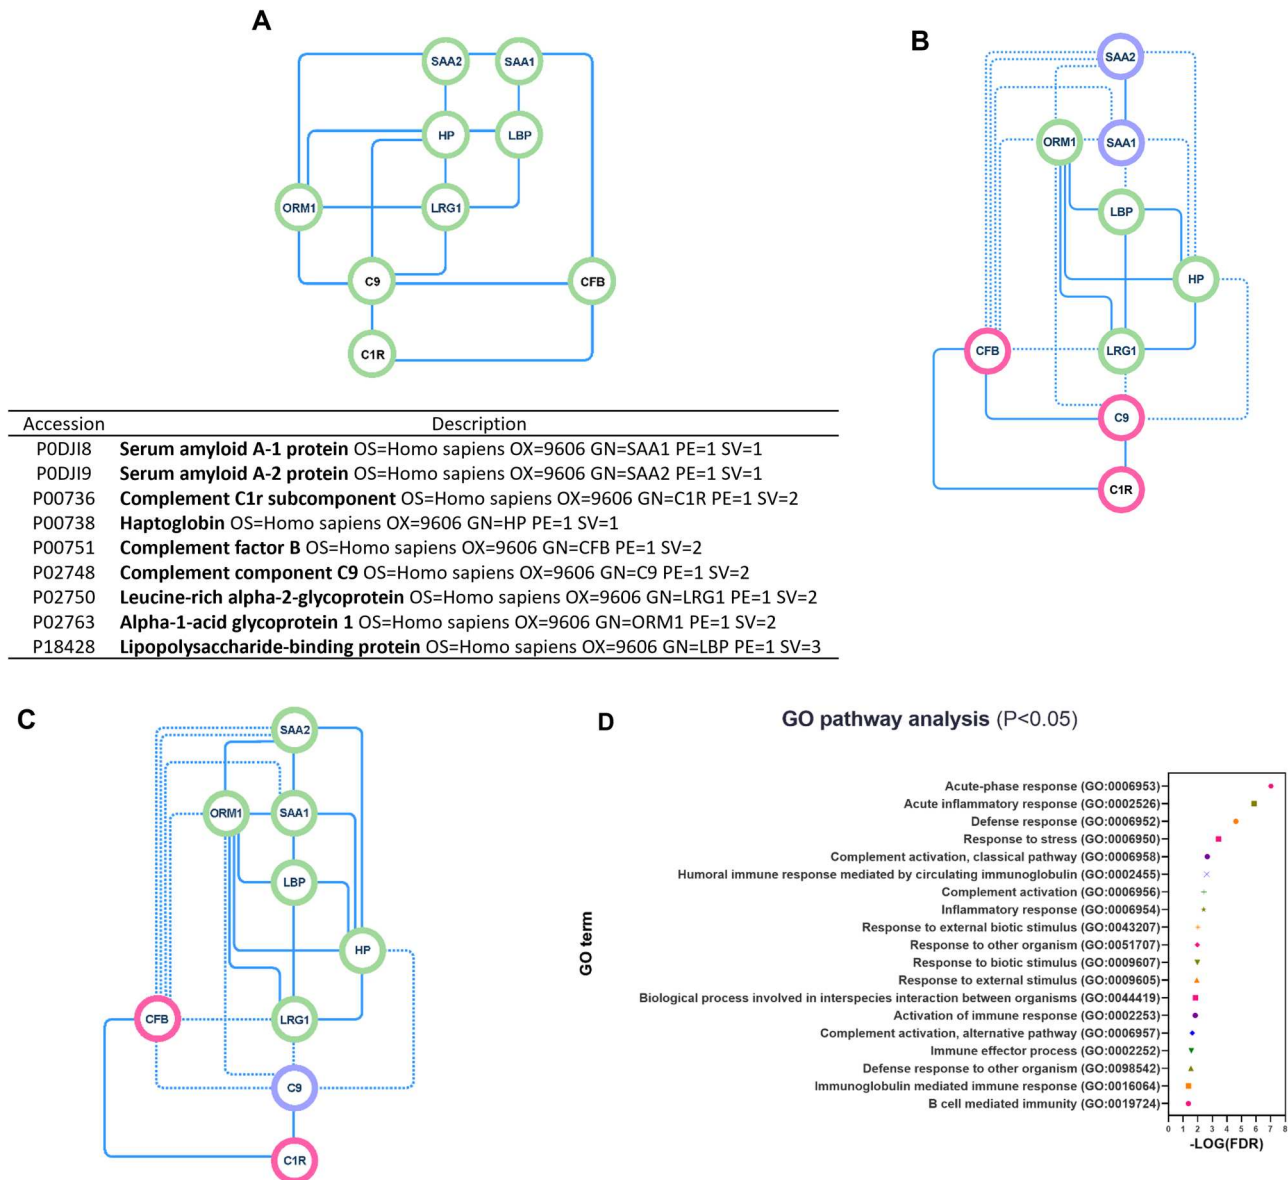 A
SAA2
SAA1
HP
LBP
ORM1
LRG1
C9
CFB
C1R
B
SAA2
ORM1
SAA1
LBP
HP
CFB
LRG1
C9
C1R
Accession Description
P0DJI8 Serum amyloid A-1 protein OS=Homo sapiens OX=9606 GN=SAA1 PE=1 SV=1
P0DJI9 Serum amyloid A-2 protein OS=Homo sapiens OX=9606 GN=SAA2 PE=1 SV=1
P00736 Complement C1r subcomponent OS=Homo sapiens OX=9606 GN=C1R PE=1 SV=2
P00738 Haptoglobin OS=Homo sapiens OX=9606 GN=HP PE=1 SV=1
P00751 Complement factor B OS=Homo sapiens OX=9606 GN=CFB PE=1 SV=2
P02748 Complement component C9 OS=Homo sapiens OX=9606 GN=C9 PE=1 SV=2
P02750 Leucine-rich alpha-2-glycoprotein OS=Homo sapiens OX=9606 GN=LRG1 PE=1 SV=2
P02763 Alpha-1-acid glycoprotein 1 OS=Homo sapiens OX=9606 GN=ORM1 PE=1 SV=2
P18428 Lipopolysaccharide-binding protein OS=Homo sapiens OX=9606 GN=LBP PE=1 SV=3
C
SAA2
ORM1
SAA1
LBP
HP
CFB
LRG1
C9
C1R
D
GO pathway analysis (P<0.05)
GO term
Acute-phase response (GO:0006953)
Acute inflammatory response (GO:0002526)
Defense response (GO:0006952)
Response to stress (GO:0006950)
Complement activation, classical pathway (GO:0006958)
Humoral immune response mediated by circulating immunoglobulin (GO:0002455)
Complement activation (GO:0006956)
Inflammatory response (GO:0006954)
Response to external biotic stimulus (GO:0043207)
Response to other organism (GO:0051707)
Response to biotic stimulus (GO:0009607)
Response to external stimulus (GO:0009605)
Biological process involved in interspecies interaction between organisms (GO:0044419)
Activation of immune response (GO:0002253)
Complement activation, alternative pathway (GO:0006957)
Immune effector process (GO:0002252)
Defense response to other organism (GO:0098542)
Immunoglobulin mediated immune response (GO:0016064)
B cell mediated immunity (GO:0019724)
0 1 2 3 4 5 6 7 8
-LOG(FDR)